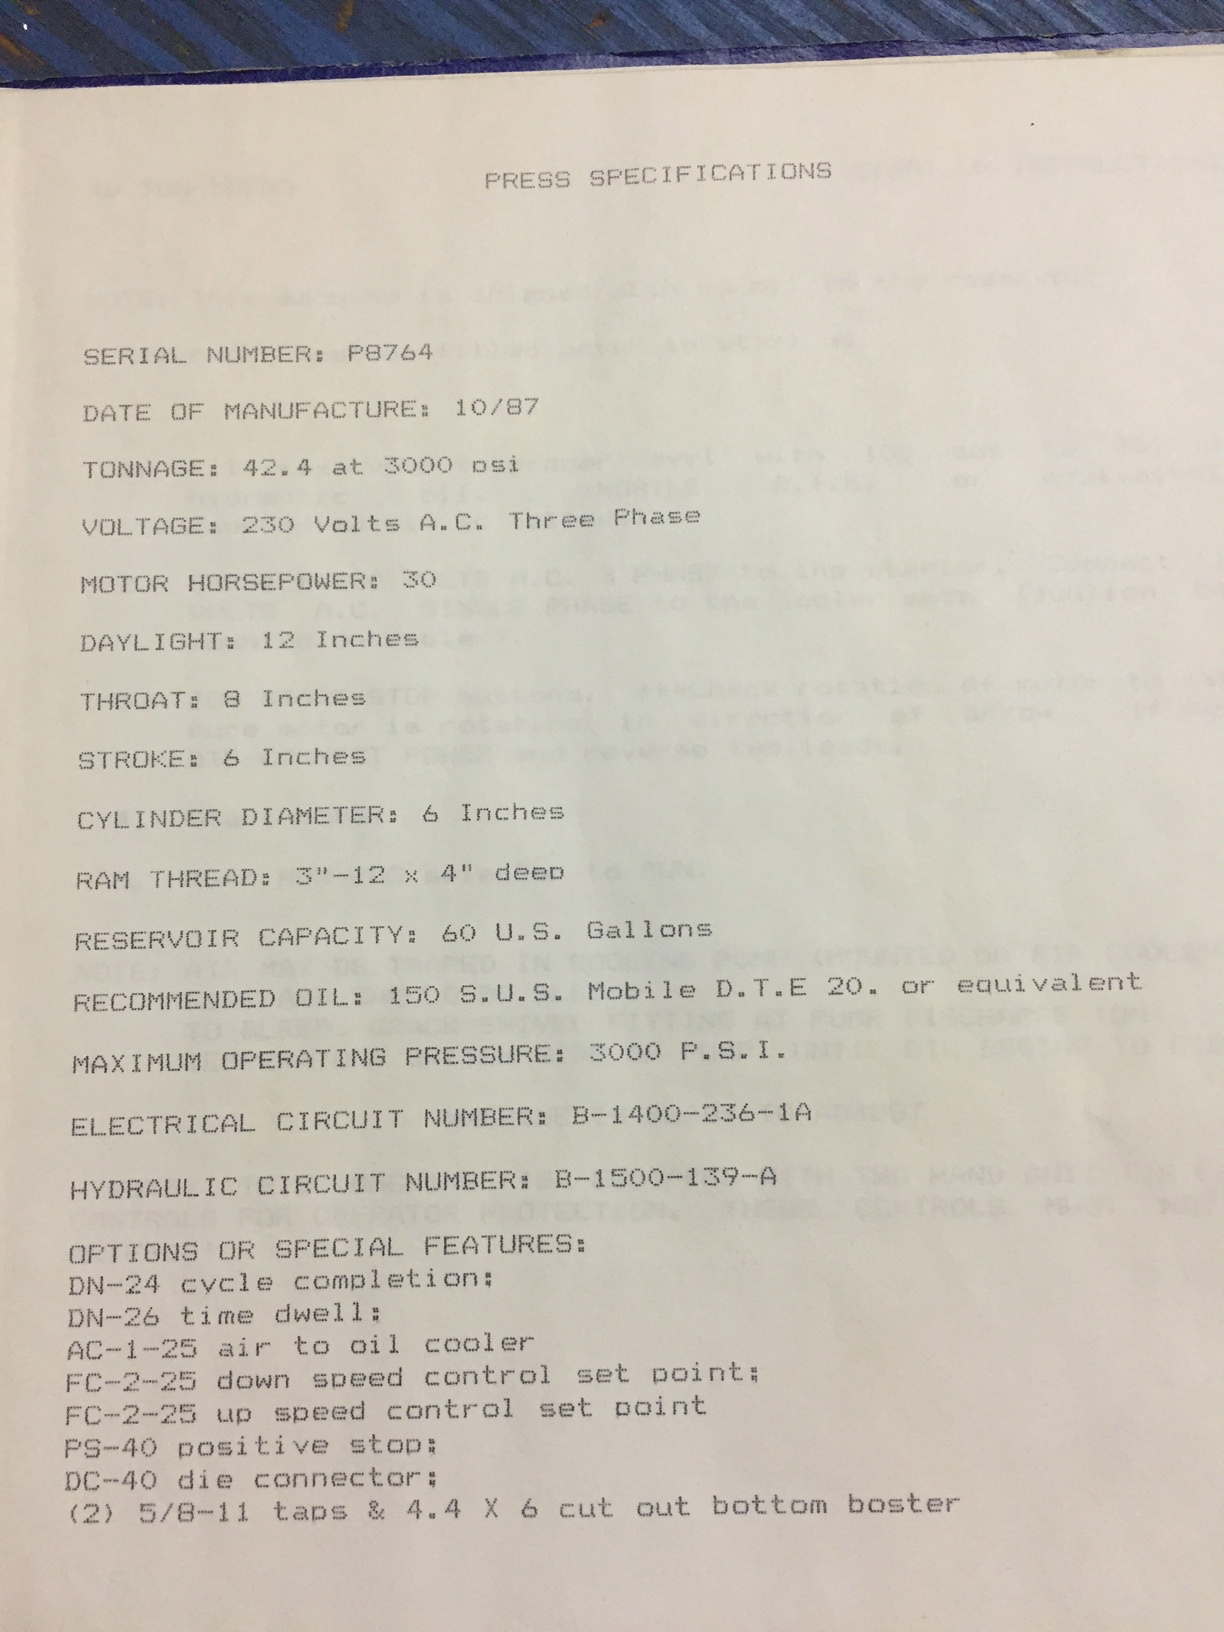 PRESS SPECIFICATIONS
SERIAL NUMBER: P8764
DATE OF MANUFACTURE: 10/87
TONNAGE: 42.4 at 3000 psi
VOLTAGE: 230 Volts A.C. Three Phase
MOTOR HORSEPOWER: 30
DAYLIGHT: 12 Inches
THROAT: 8 Inches
STROKE: 6 Inches
CYLINDER DIAMETER: 6 Inches
RAM THREAD: 3"-12 x 4" deep
RESERVOIR CAPACITY: 60 U.S. Gallons
RECOMMENDED OIL: 150 S.U.S. Mobile D.T.E 20. or equivalent
MAXIMUM OPERATING PRESSURE: 3000 P.S.I.
ELECTRICAL CIRCUIT NUMBER: B-1400-236-1A
HYDRAULIC CIRCUIT NUMBER: B-1500-139-A
OPTIONS OR SPECIAL FEATURES:
DN-24 cycle completion;
DN-26 time dwell;
AC-1-25 air to oil cooler
FC-2-25 down speed control set point;
FC-2-25 up speed control set point
PS-40 positive stop;
DC-40 die connector;
(2) 5/8-11 taps & 4.4 X 6 cut out bottom boster